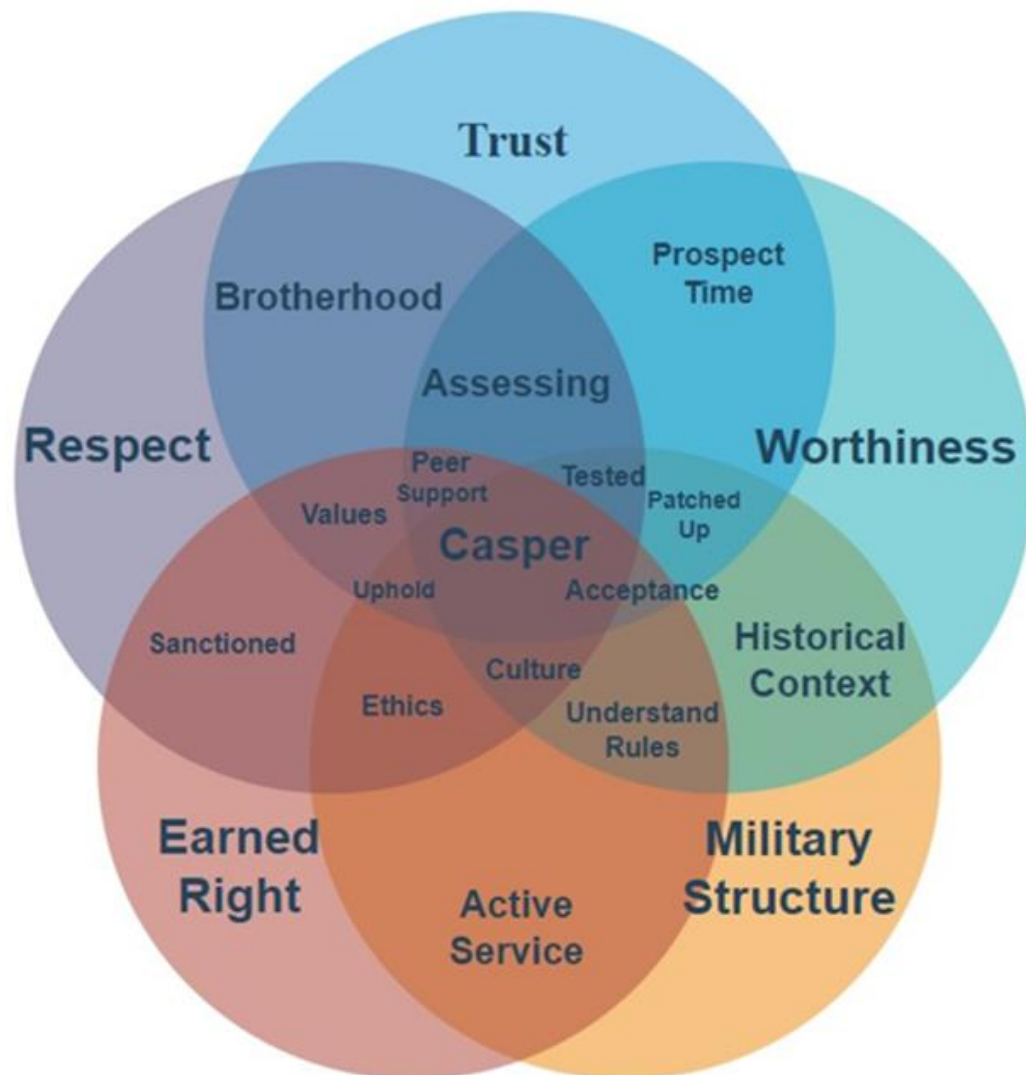 Trust
Prospect
Time
Brotherhood
Assessing
Respect
Worthiness
Peer
Support
Tested
Values
Patched
Up
Casper
Uphold
Acceptance
Sanctioned
Historical
Context
Culture
Ethics
Understand
Rules
Earned
Right
Military
Structure
Active
Service